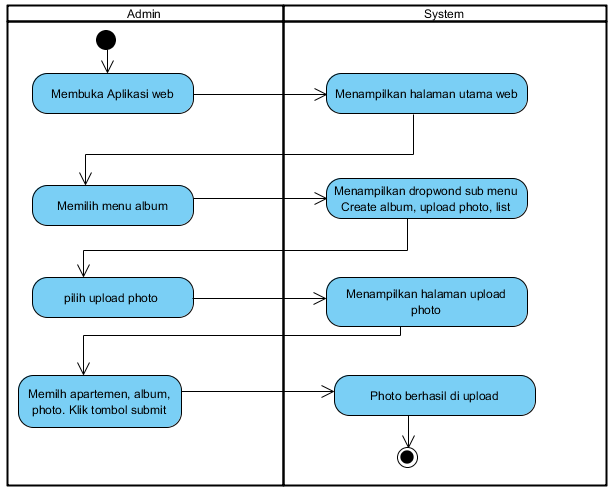 Admin
System
Membuka Aplikasi web
Menampilkan halaman utama web
Memilih menu album
Menampilkan dropwond sub menu
Create album, upload photo, list
pilih upload photo
Menampilkan halaman upload
photo
Memilh apartemen, album,
photo. Klik tombol submit
Photo berhasil di upload